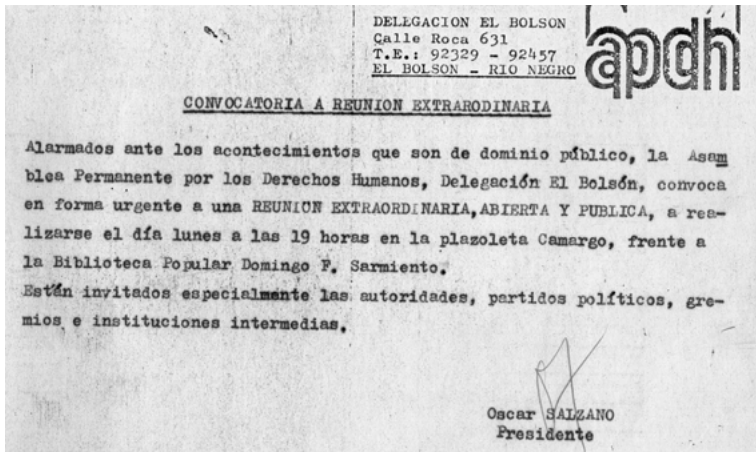 DELEGACION EL BOLSON
Calle Roca 631
T.E.: 92329 - 92457
EL BOLSON - RIO NEGRO
apdh
CONVOCATORIA A REUNION EXTRARODINARIA
Alarmados ante los acontecimientos que son de dominio público, la Asam
blea Permanente por los Derechos Humanos, Delegación El Bolsón, convoca
en forma urgente a una REUNION EXTRAORDINARIA,ABIERTA Y PUBLICA, a rea-
lizarse el día lunes a las 19 horas en la plazoleta Camargo, frente a
la Biblioteca Popular Domingo F. Sarmiento.
Están invitados especialmente las autoridades, partidos políticos, gre-
mios e instituciones intermedias.
Oscar SALZANO
Presidente